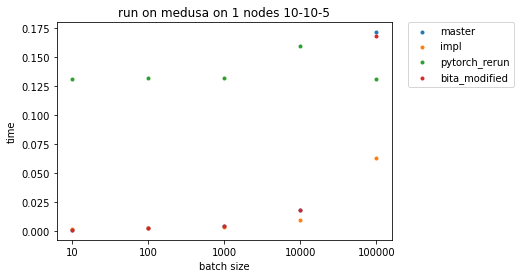 run on medusa on 1 nodes 10-10-5
0.175
0.150
0.125
0.100
0.075
0.050
0.025
0.000
time
10
100
1000
10000
100000
batch size
master
impl
pytorch_rerun
bita_modified